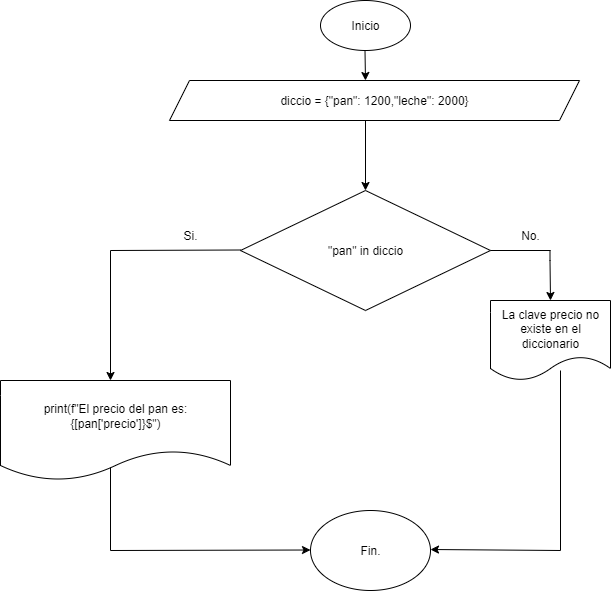 Inicio
diccio = {"pan": 1200,"leche": 2000}
"pan" in diccio
Si.
No.
La clave precio no
existe en el
diccionario
print(f"El precio del pan es:
{[pan['precio']}$")
Fin.